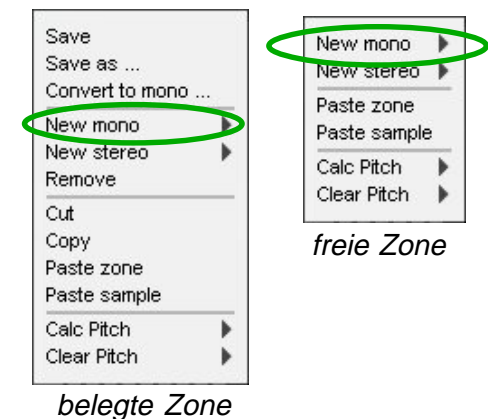 Save
Save as ...
Convert to mono ...
New mono
New stereo
Remove
Cut
Copy
Paste zone
Paste sample
Calc Pitch
Clear Pitch
belegte Zone
New mono
New stereo
Paste zone
Paste sample
Calc Pitch
Clear Pitch
freie Zone